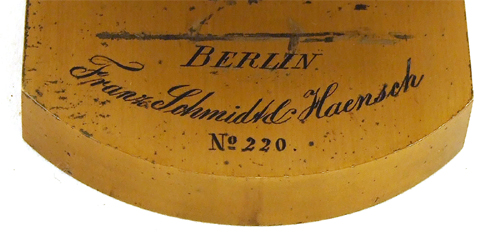 BERLIN
Franz Schmidt & Haensch
Nº 220.